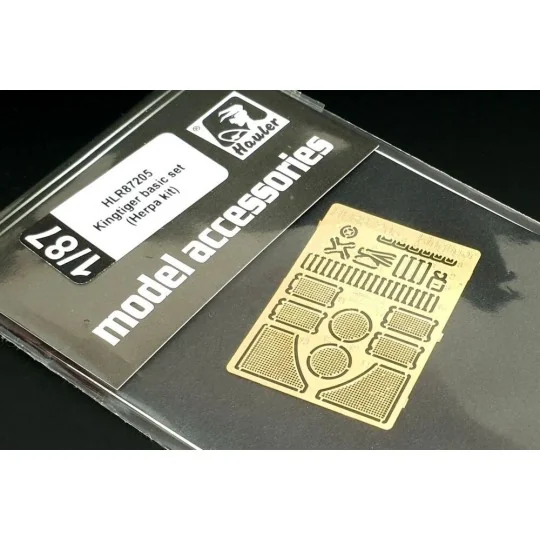 1/87
HLR87205
Kingtiger basic set
(Herpa kit)
model accessories
®
Hauler